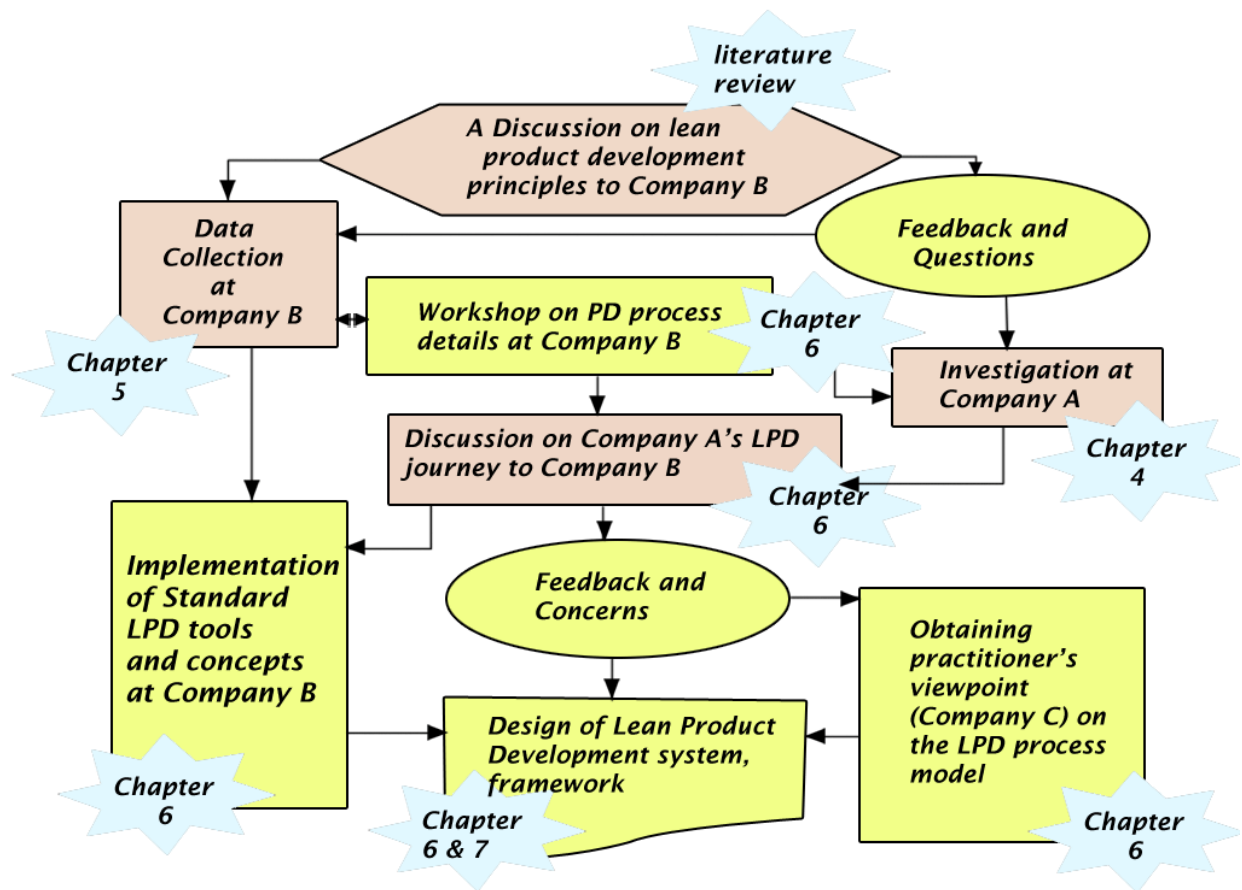 literature
review
A Discussion on lean
product development
principles to Company B
Data
Collection
at
Company B
Feedback and
Questions
Workshop on PD process
details at Company B
Chapter
6
Chapter
5
Investigation at
Company A
Chapter
4
Discussion on Company A's LPD
journey to Company B
Chapter
6
Implementation
of Standard
LPD tools
and concepts
at Company B
Chapter
6
Feedback and
Concerns
Obtaining
practitioner's
viewpoint
(Company C) on
the LPD process
model
Chapter
6
Design of Lean Product
Development system,
framework
Chapter
6 & 7